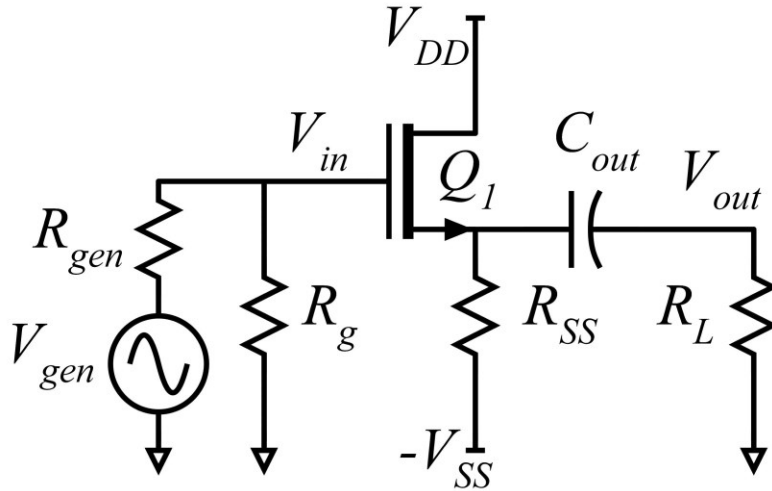 V_DD
V_in
C_out
Q_1
V_out
R_gen
R_g
R_SS
R_L
V_gen
-V_SS